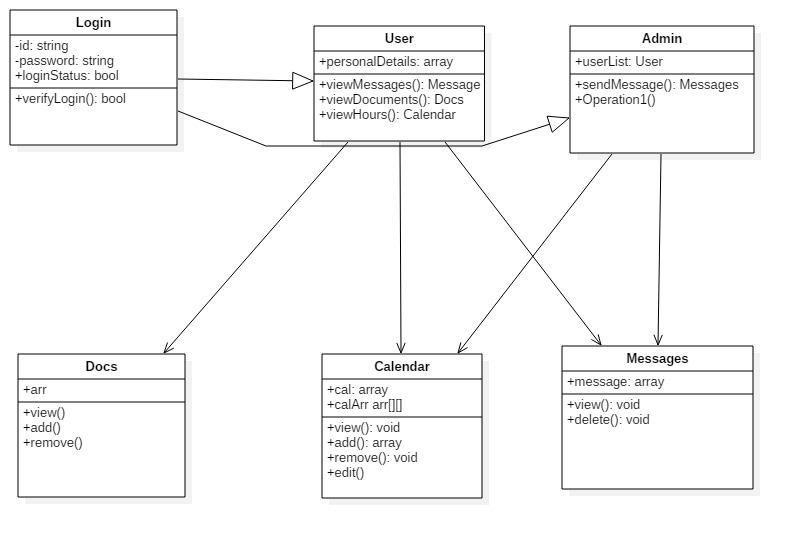 Login
-id: string
-password: string
+loginStatus: bool
+verifyLogin(): bool
User
+personalDetails: array
+viewMessages(): Message
+viewDocuments(): Docs
+viewHours(): Calendar
Admin
+userList: User
+sendMessage(): Messages
+Operation1()
Docs
+arr
+view()
+add()
+remove()
Calendar
+cal: array
+calArr arr[][]
+view(): void
+add(): array
+remove(): void
+edit()
Messages
+message: array
+view(): void
+delete(): void